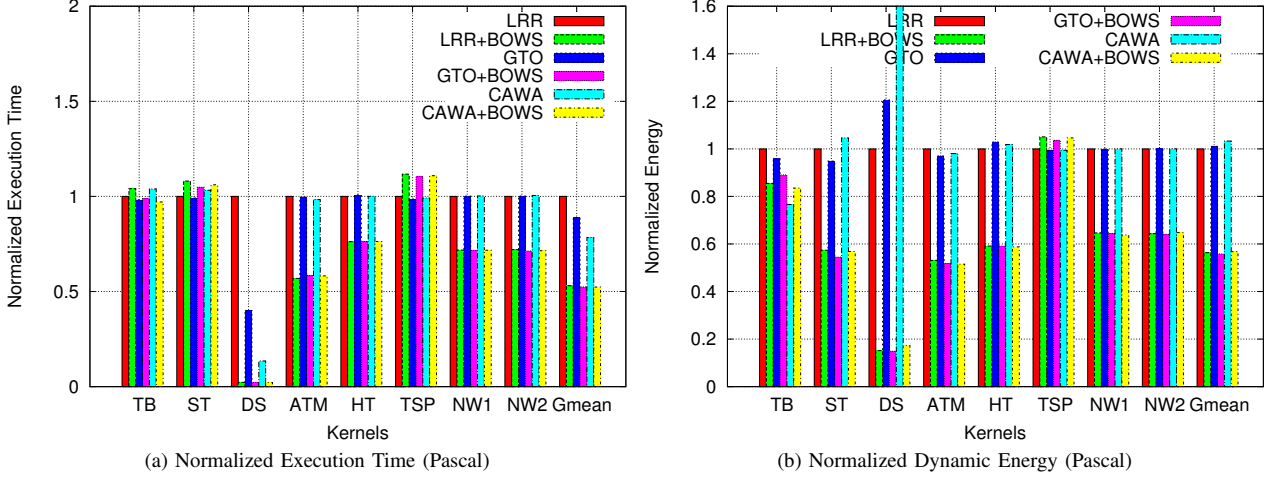 2
1.5
1
0.5
0
Normalized Execution Time
LRR
LRR+BOWS
GTO
GTO+BOWS
CAWA
CAWA+BOWS
TB ST DS ATM HT TSP NW1 NW2 Gmean
Kernels
(a) Normalized Execution Time (Pascal)
1.6
1.4
1.2
1
0.8
0.6
0.4
0.2
0
Normalized Energy
LRR
LRR+BOWS
GTO
GTO+BOWS
CAWA
CAWA+BOWS
TB ST DS ATM HT TSP NW1 NW2 Gmean
Kernels
(b) Normalized Dynamic Energy (Pascal)